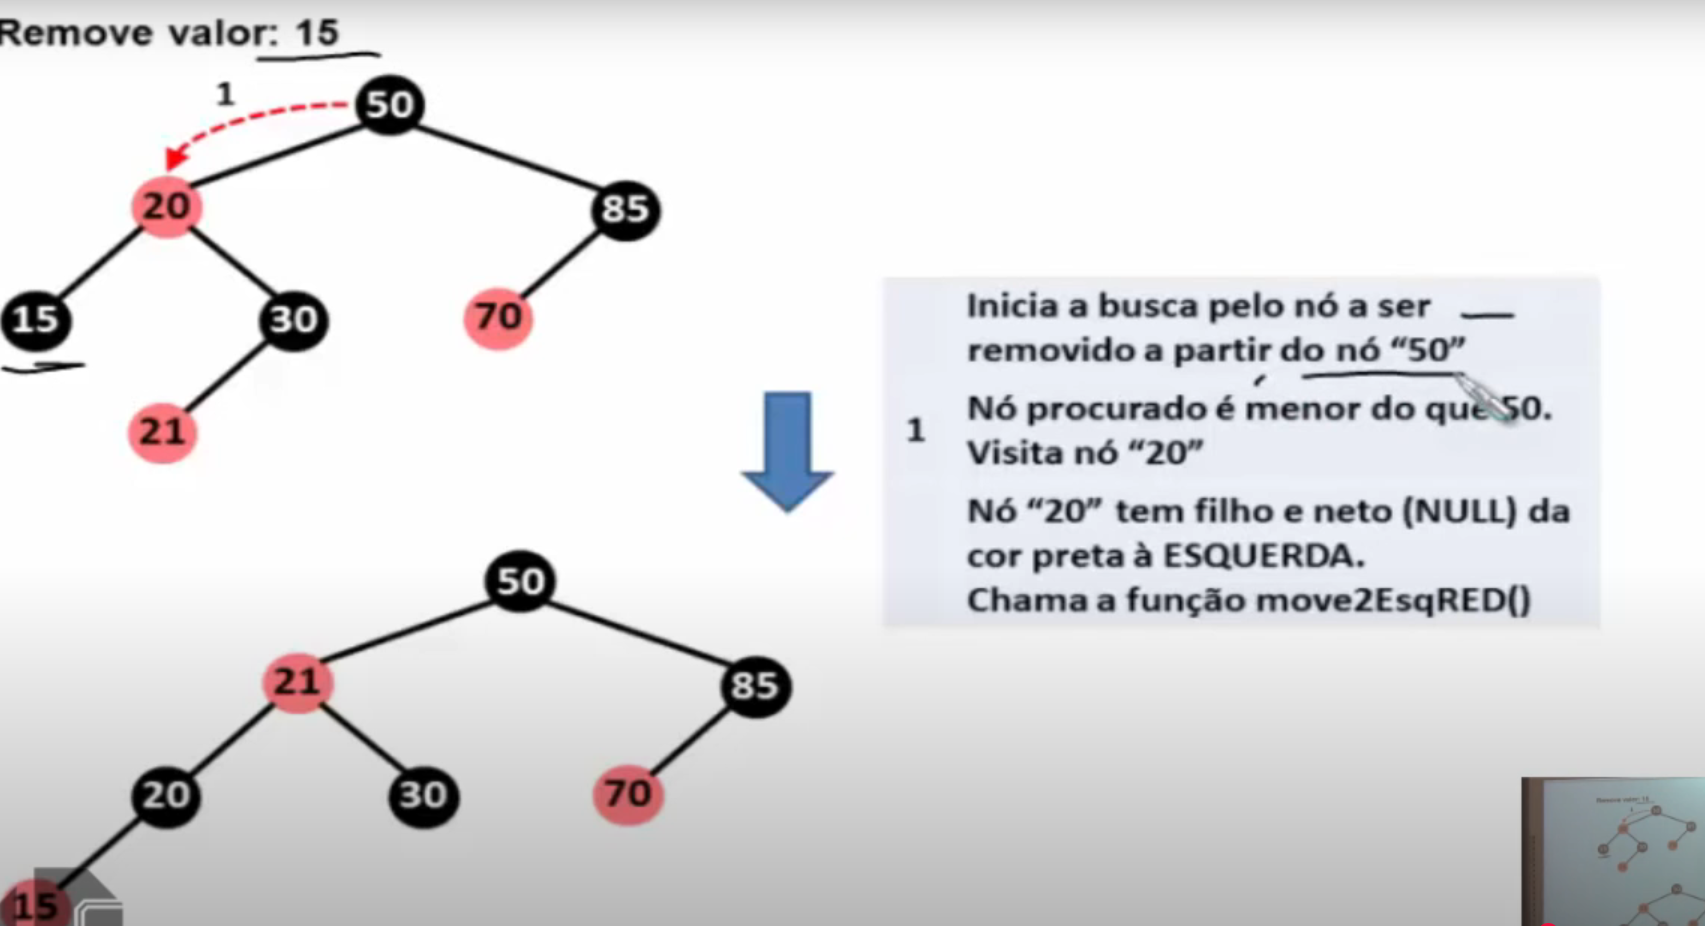 Remove valor: 15
1
50
20
85
15
30
70
21
Inicia a busca pelo nó a ser
removido a partir do nó “50”
1
Nó procurado é menor do que 50.
Visita nó “20”
Nó “20” tem filho e neto (NULL) da
cor preta à ESQUERDA.
Chama a função move2EsqRED()
50
21
85
20
30
70
15